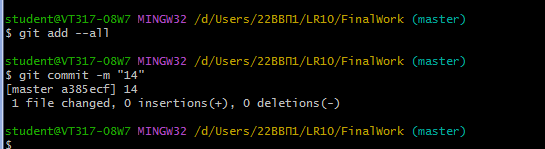 student@VT317-08W7 MINGW32 /d/Users/22ВВП1/LR10/FinalWork (master)
$ git add --all
student@VT317-08W7 MINGW32 /d/Users/22ВВП1/LR10/FinalWork (master)
$ git commit -m "14"
[master a385ecf] 14
 1 file changed, 0 insertions(+), 0 deletions(-)
student@VT317-08W7 MINGW32 /d/Users/22ВВП1/LR10/FinalWork (master)
$